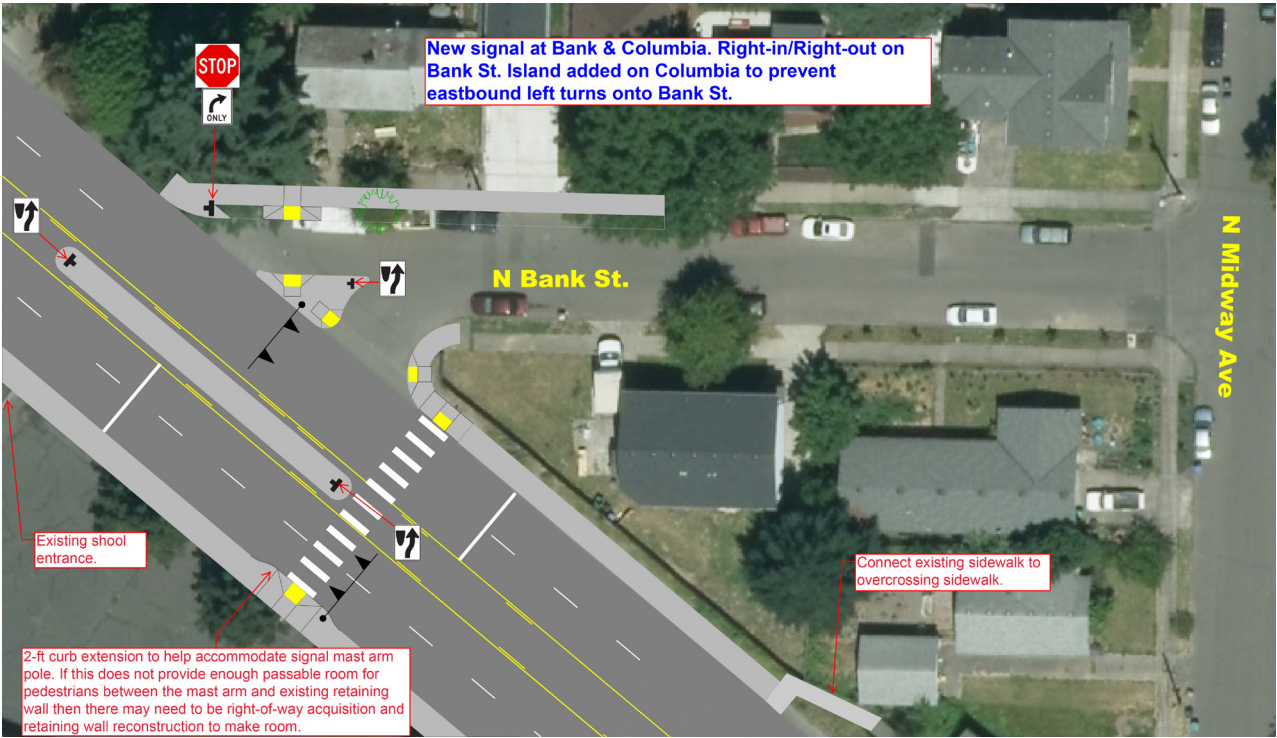 New signal at Bank & Columbia. Right-in/Right-out on
Bank St. Island added on Columbia to prevent
eastbound left turns onto Bank St.
STOP
ONLY
N Bank St.
N Midway Ave
Existing shool
entrance.
Connect existing sidewalk to
overcrossing sidewalk.
2-ft curb extension to help accommodate signal mast arm
pole. If this does not provide enough passable room for
pedestrians between the mast arm and existing retaining
wall then there may need to be right-of-way acquisition and
retaining wall reconstruction to make room.